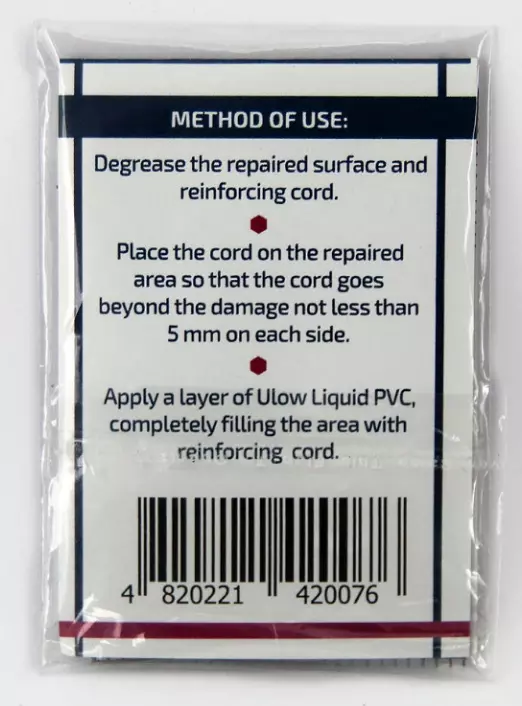 METHOD OF USE:
Degrease the repaired surface and
reinforcing cord.
Place the cord on the repaired
area so that the cord goes
beyond the damage not less than
5 mm on each side.
Apply a layer of Ulow Liquid PVC,
completely filling the area with
reinforcing cord.
4 820221 420076